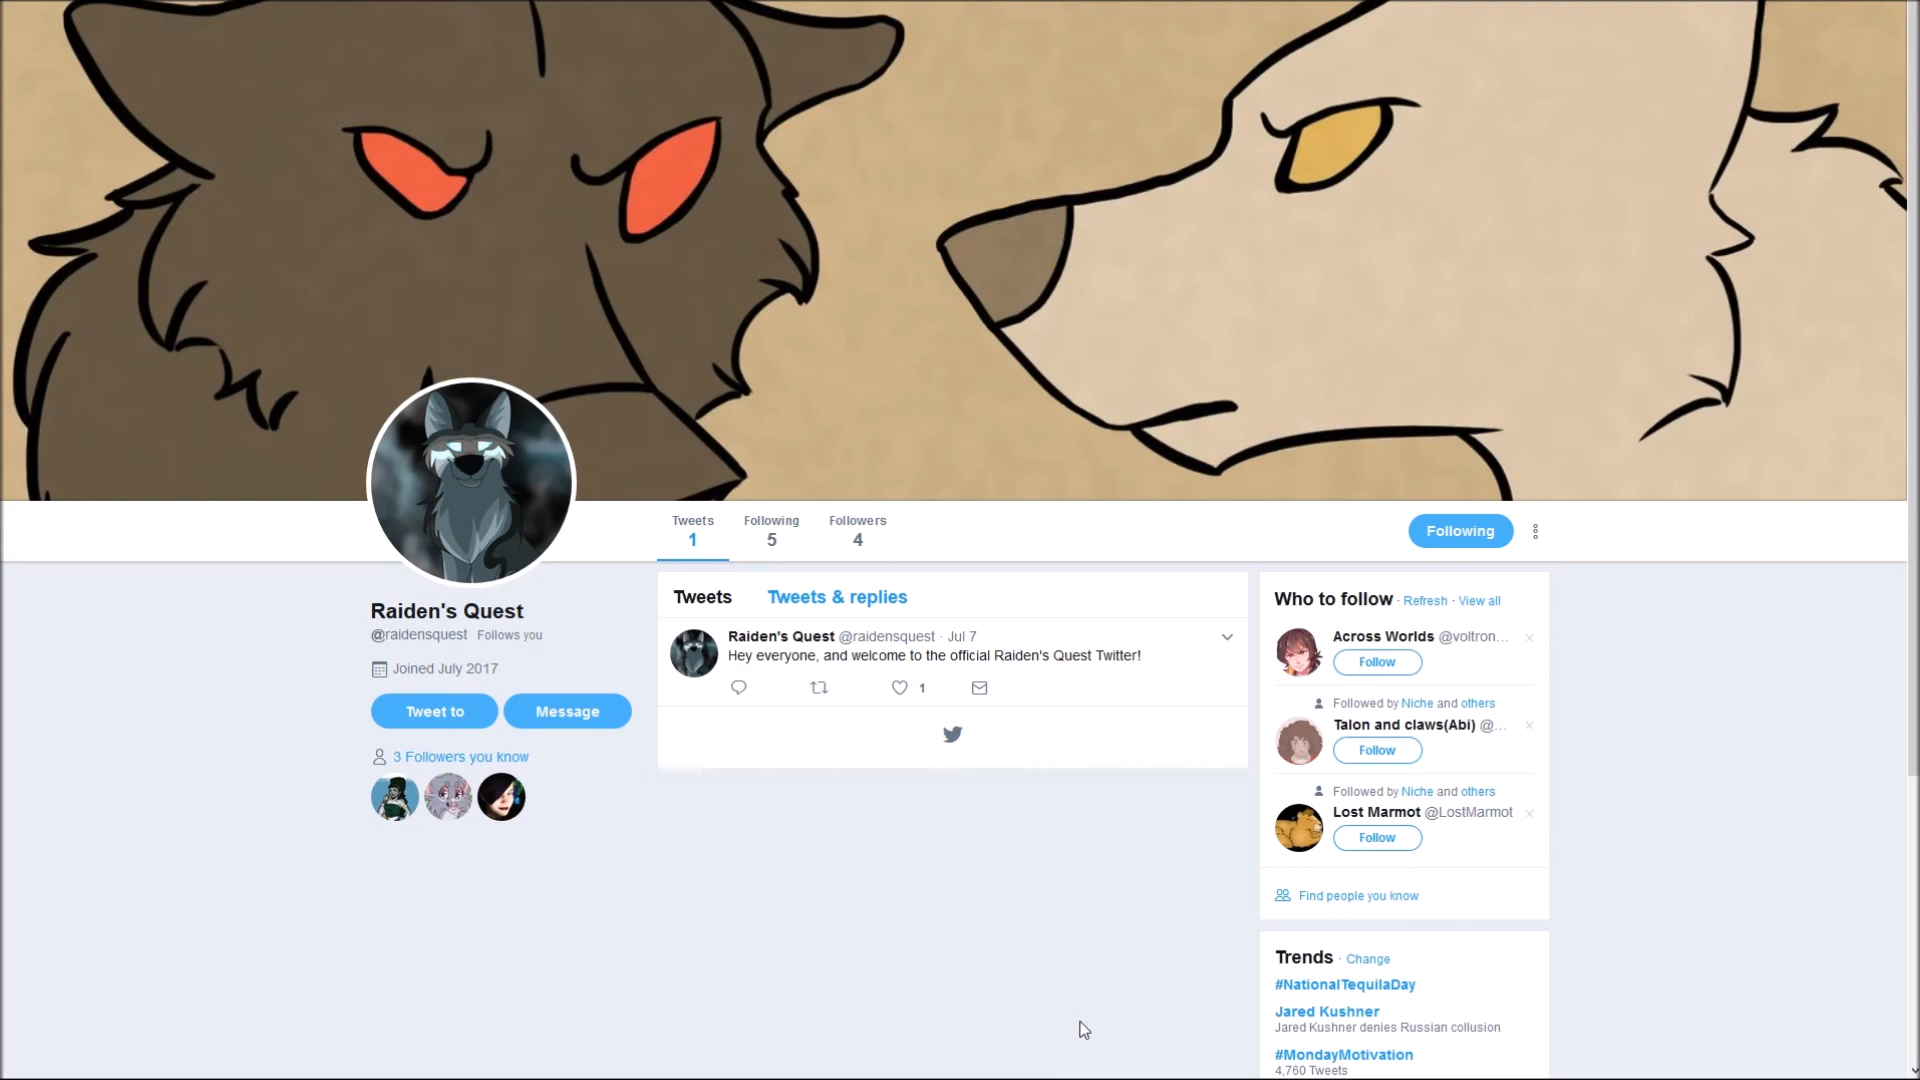 Tweets
1
Following
5
Followers
4
Following
Raiden's Quest
@raidensquest Follows you
Joined July 2017
Tweet to
Message
3 Followers you know
Tweets
Tweets & replies
Raiden's Quest @raidensquest · Jul 7
Hey everyone, and welcome to the official Raiden's Quest Twitter!
1
Who to follow · Refresh · View all
Across Worlds @voltron...
Follow
Followed by Niche and others
Talon and claws(Abi) @...
Follow
Followed by Niche and others
Lost Marmot @LostMarmot
Follow
Find people you know
Trends · Change
#NationalTequilaDay
Jared Kushner
Jared Kushner denies Russian collusion
#MondayMotivation
4,760 Tweets